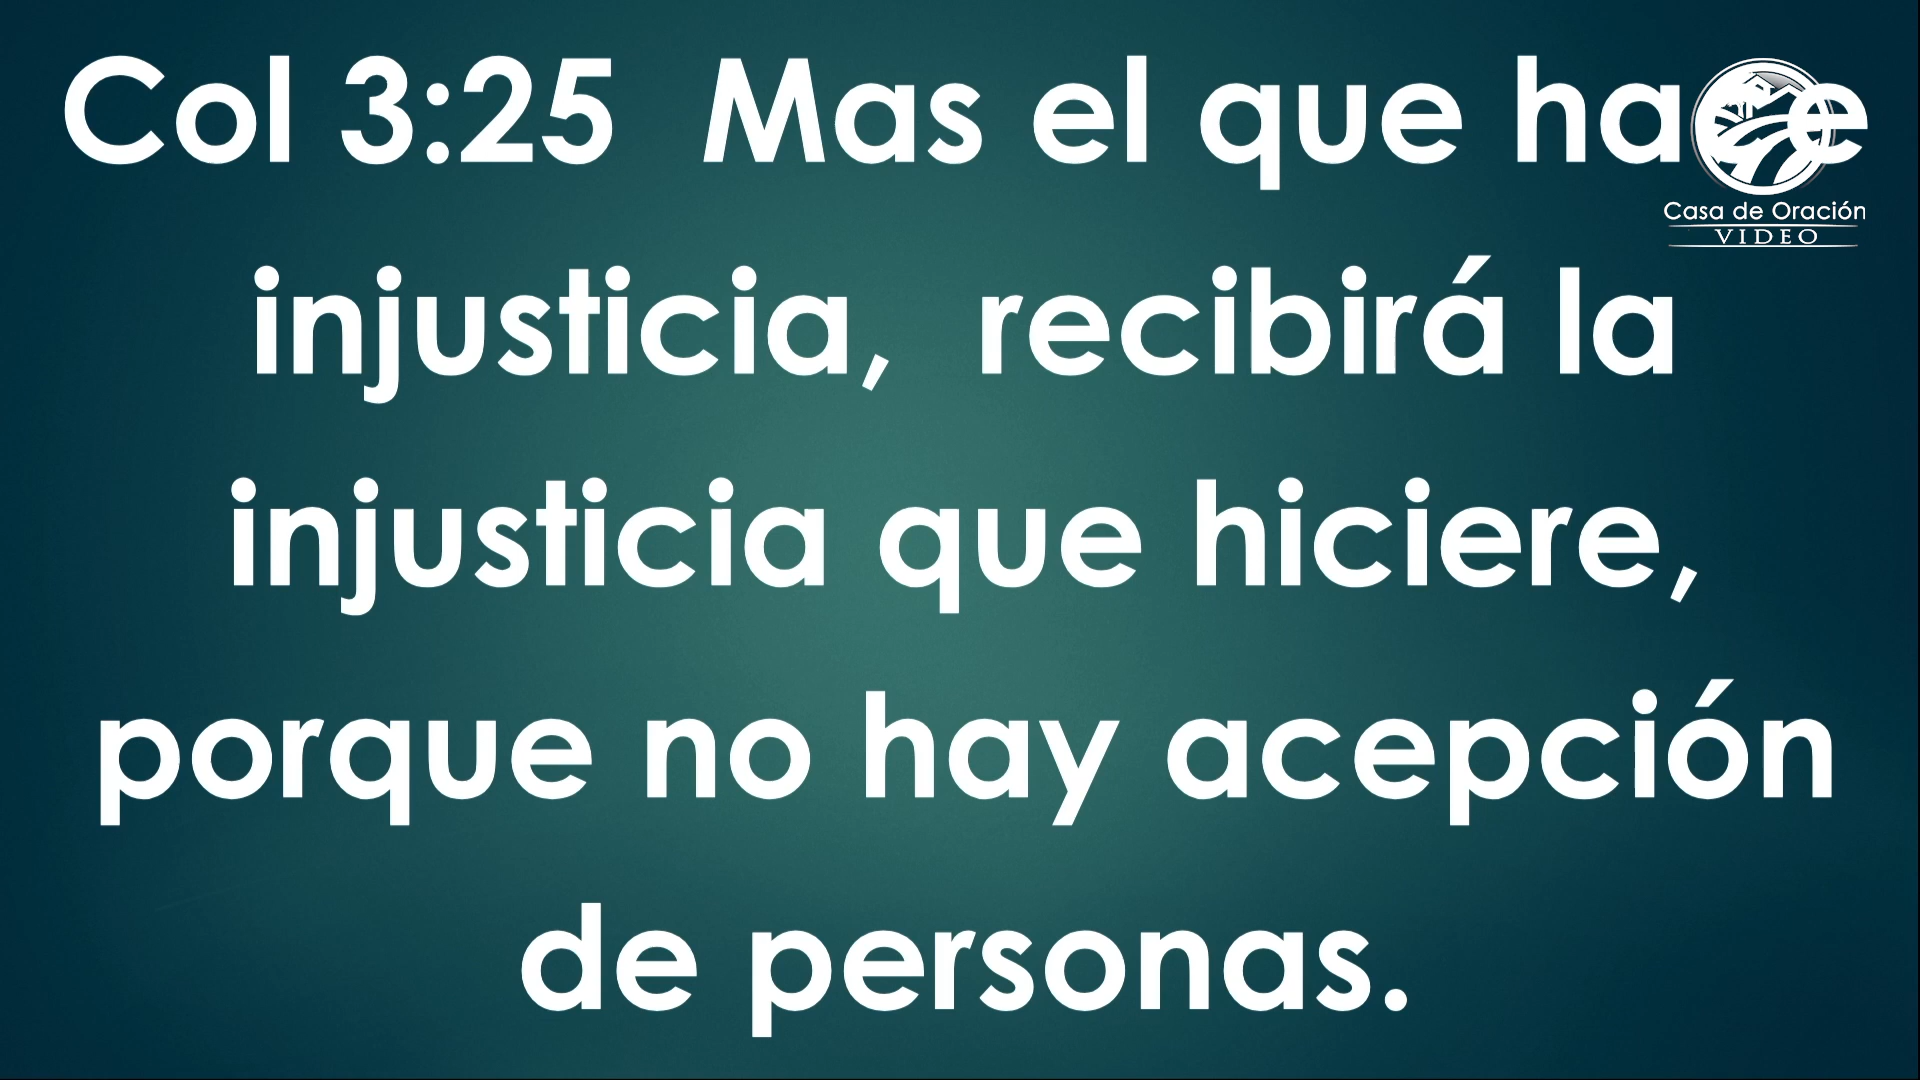 Col 3:25  Mas el que hace
Casa de Oración
VIDEO
injusticia,  recibirá la
injusticia que hiciere,
porque no hay acepción
de personas.